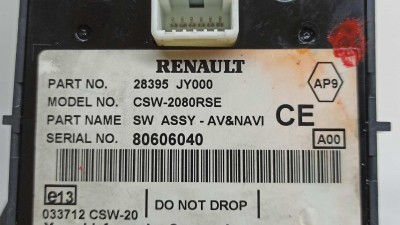 RENAULT
PART NO. 28395 JY000
AP9
MODEL NO. CSW-2080RSE
PART NAME SW ASSY - AV&NAVI CE
SERIAL NO. 80606040 A00
e13 DO NOT DROP
033712 CSW-20